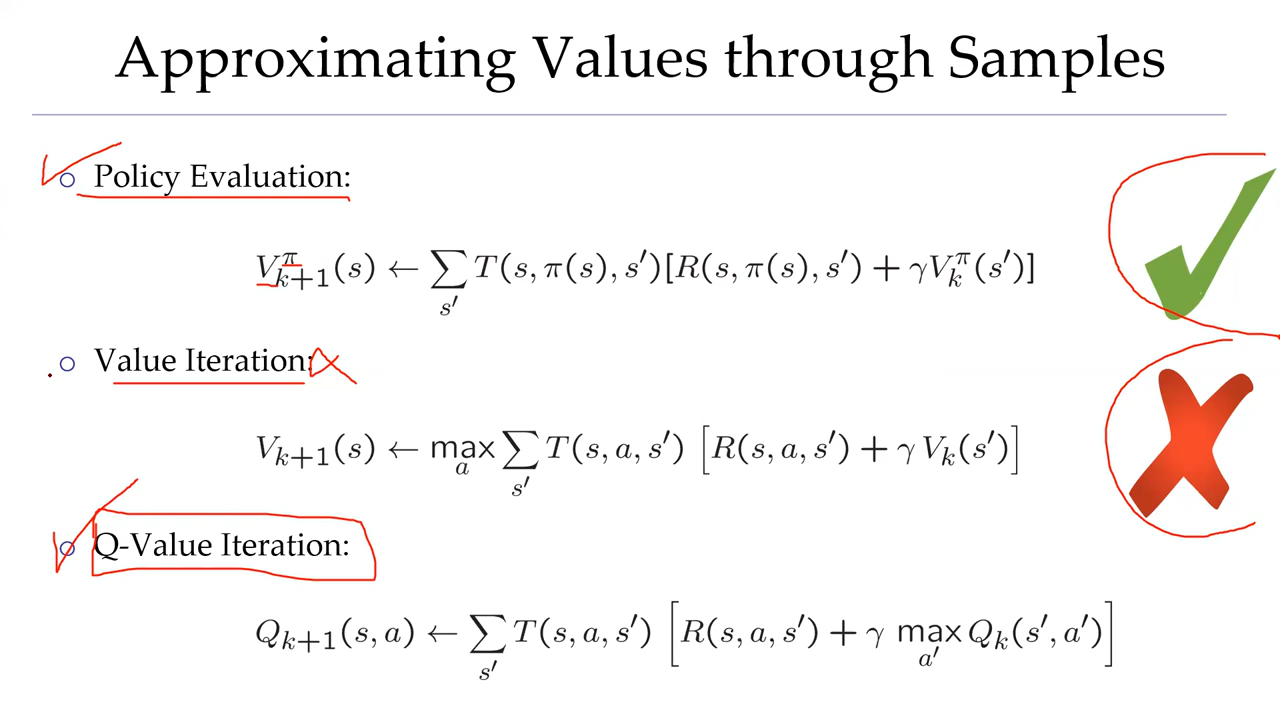 Approximating Values through Samples
○ Policy Evaluation:
V^π_{k+1}(s) ← ∑_{s′} T(s, π(s), s′)[R(s, π(s), s′) + γV^π_k(s′)]
○ Value Iteration:
V_{k+1}(s) ← max_a ∑_{s′} T(s, a, s′) [R(s, a, s′) + γ V_k(s′)]
○ Q-Value Iteration:
Q_{k+1}(s, a) ← ∑_{s′} T(s, a, s′) [R(s, a, s′) + γ max_{a′} Q_k(s′, a′)]